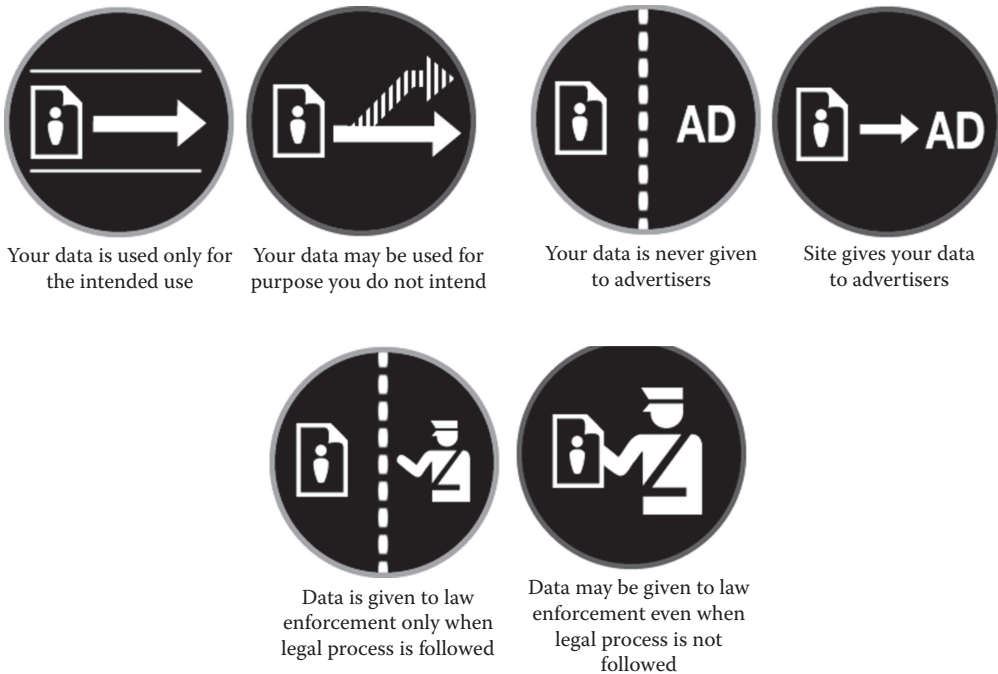 AD
AD
Your data is used only for
the intended use
Your data may be used for
purpose you do not intend
Your data is never given
to advertisers
Site gives your data
to advertisers
Data is given to law
enforcement only when
legal process is followed
Data may be given to law
enforcement even when
legal process is not
followed